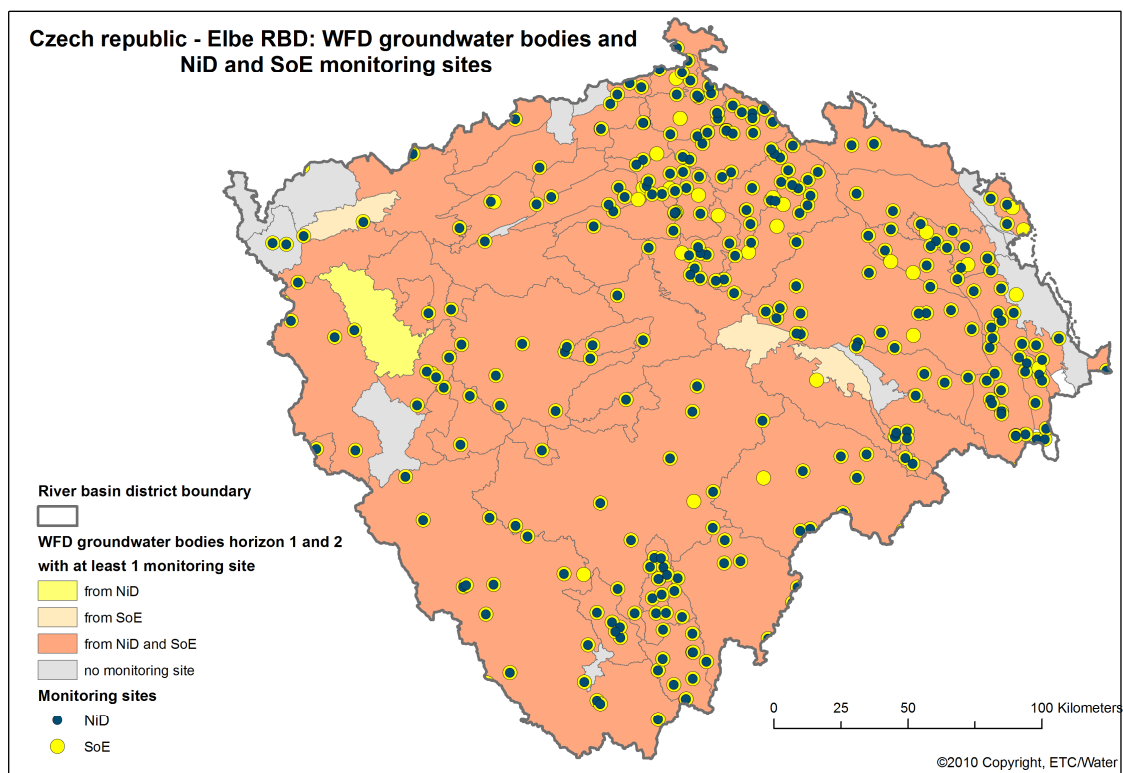 Czech republic - Elbe RBD: WFD groundwater bodies and
NiD and SoE monitoring sites
River basin district boundary
WFD groundwater bodies horizon 1 and 2
with at least 1 monitoring site
from NiD
from SoE
from NiD and SoE
no monitoring site
Monitoring sites
NiD
SoE
0 25 50 100 Kilometers
©2010 Copyright, ETC/Water